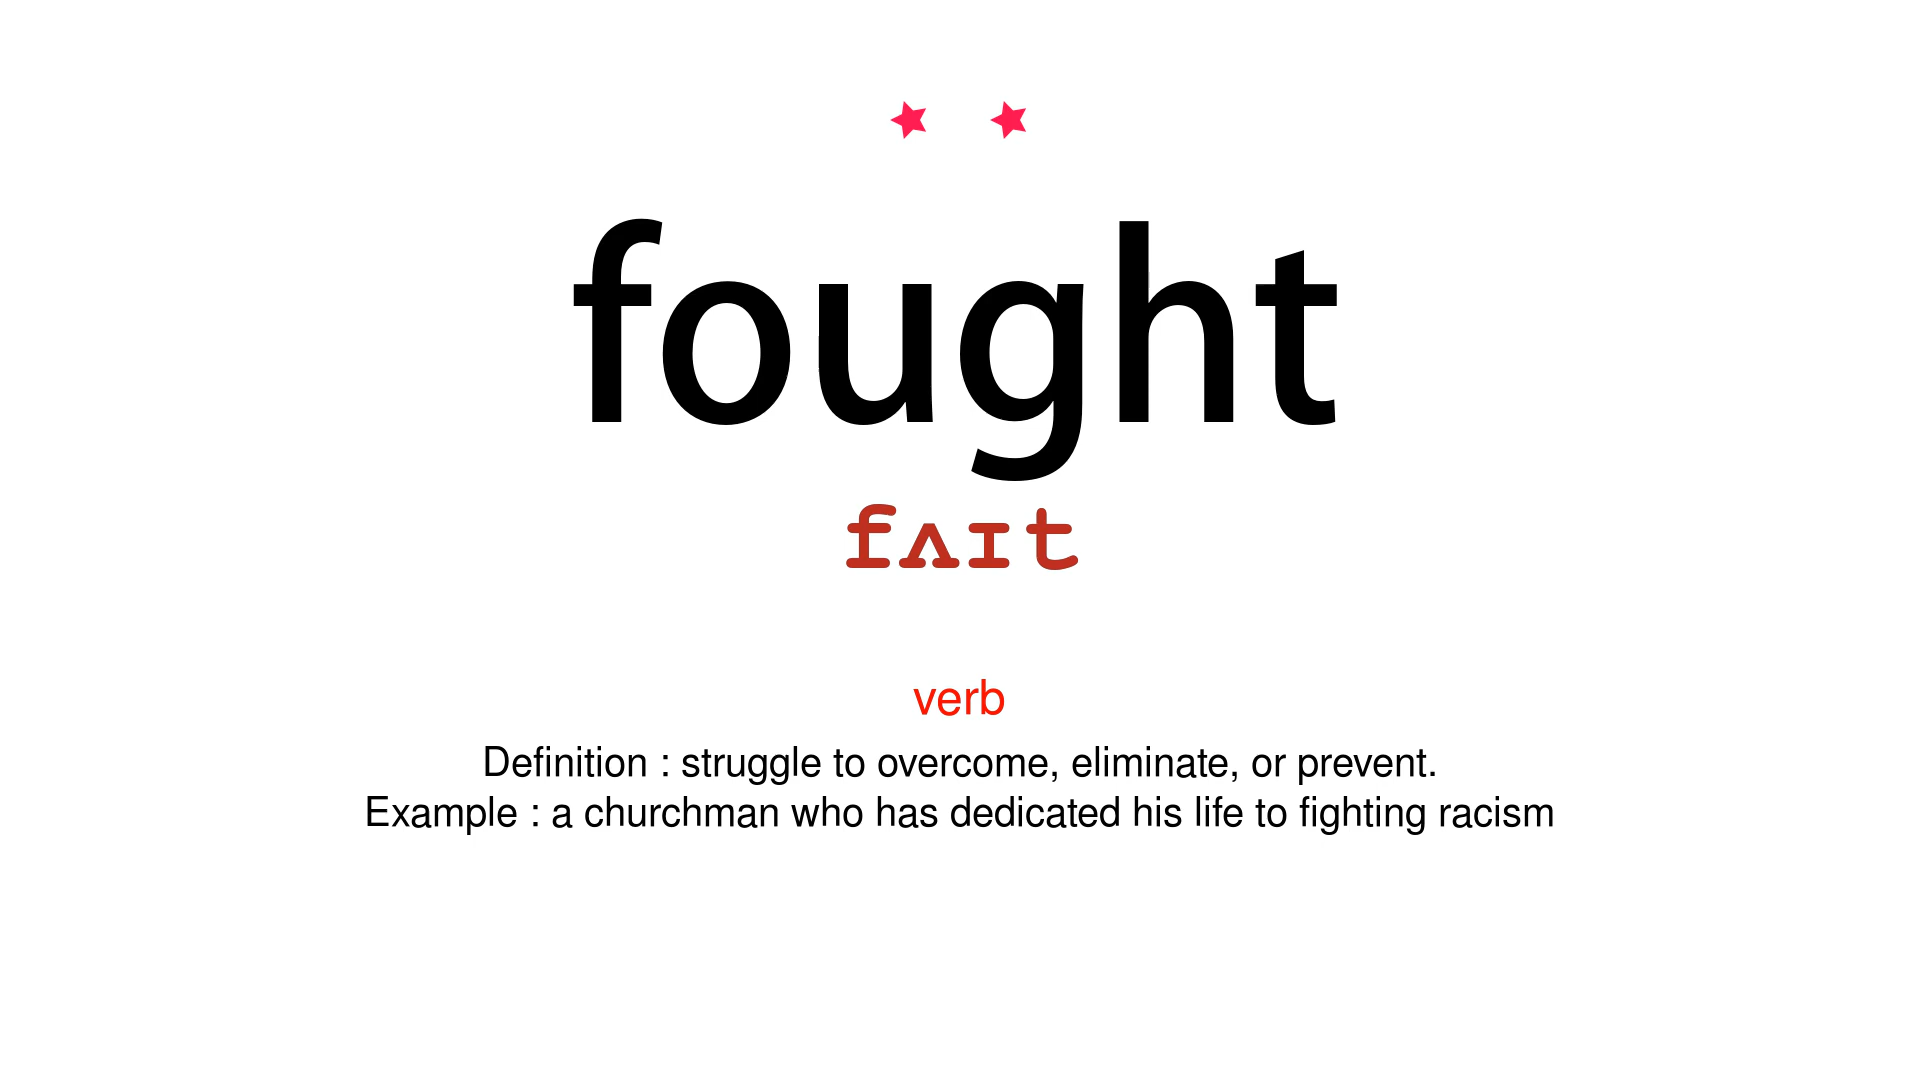 fought
fʌɪt
verb
Definition : struggle to overcome, eliminate, or prevent.
Example : a churchman who has dedicated his life to fighting racism